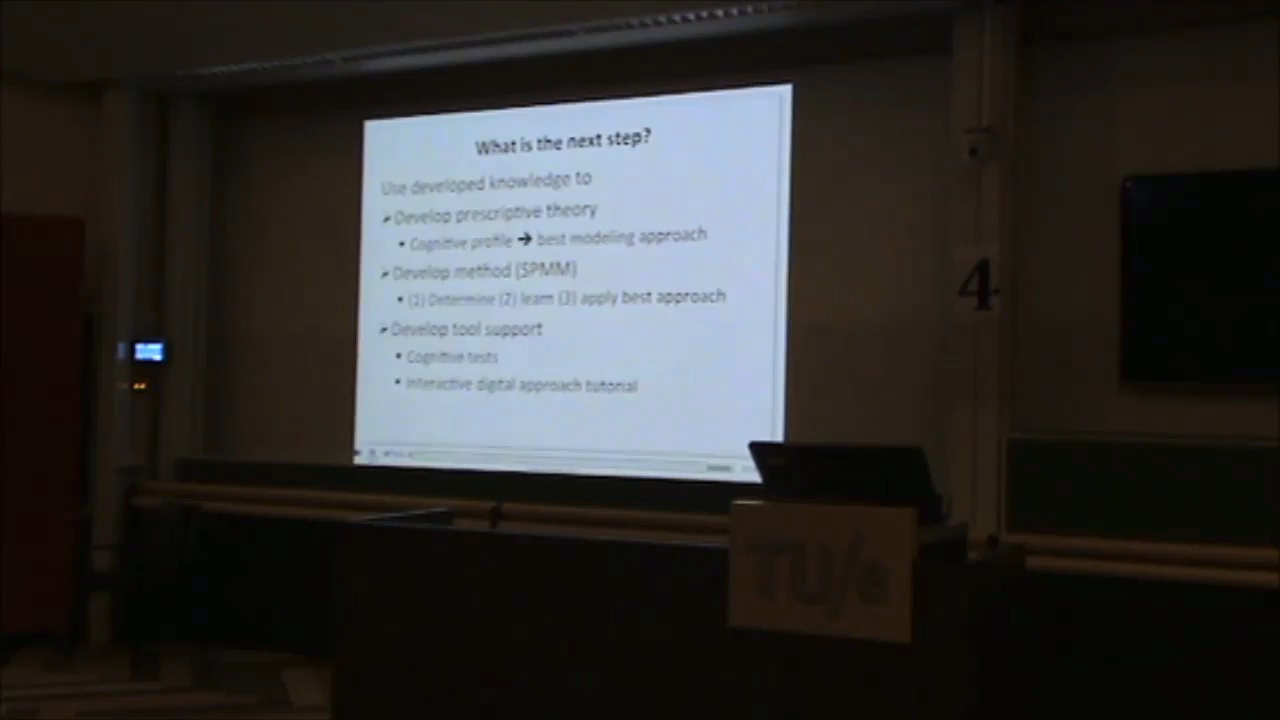 What is the next step?
Use developed knowledge to
➢ Develop prescriptive theory
▪ Cognitive profile ➔ best modeling approach
➢ Develop method (SPMM)
▪ (1) Determine (2) learn (3) apply best approach
➢ Develop tool support
▪ Cognitive tests
▪ Interactive digital approach tutorial
4
TU/e